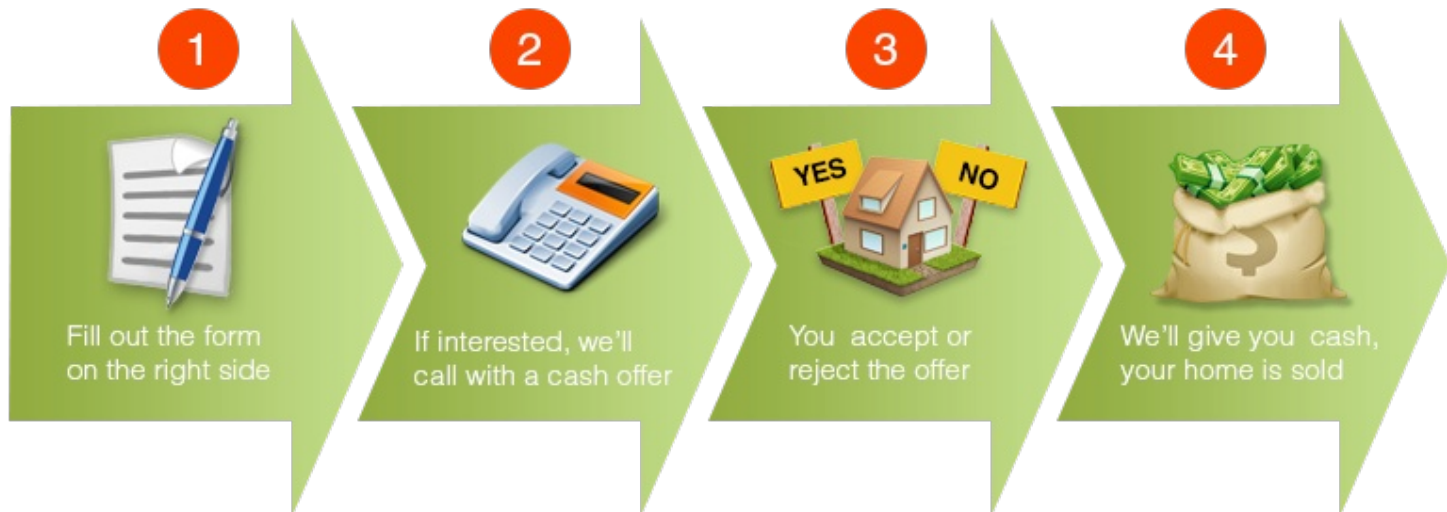 1
Fill out the form
on the right side
2
If interested, we'll
call with a cash offer
3
YES
NO
You accept or
reject the offer
4
$
We'll give you cash,
your home is sold